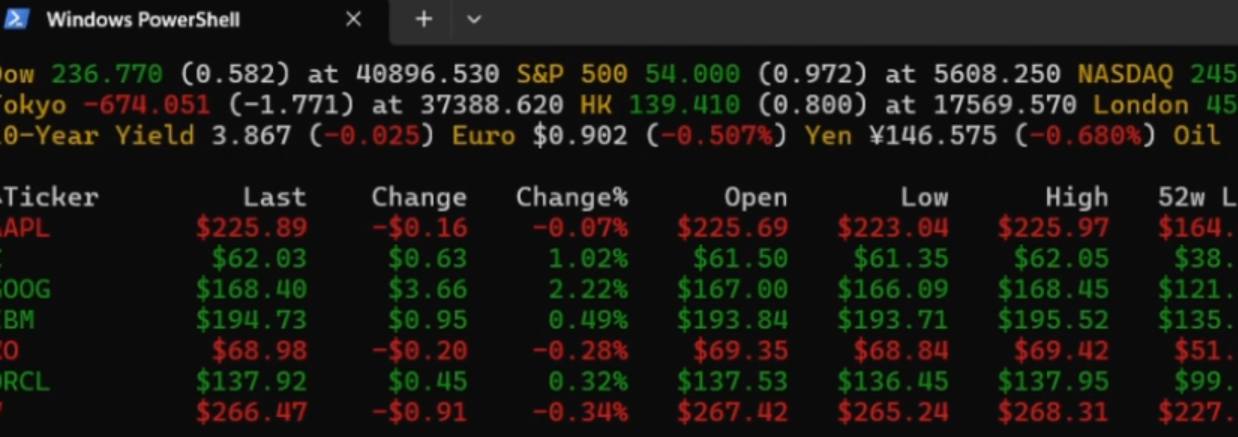 Windows PowerShell
ow 236.770 (0.582) at 40896.530 S&P 500 54.000 (0.972) at 5608.250 NASDAQ 245
okyo -674.051 (-1.771) at 37388.620 HK 139.410 (0.800) at 17569.570 London 45
0-Year Yield 3.867 (-0.025) Euro $0.902 (-0.507%) Yen ¥146.575 (-0.680%) Oil
Ticker Last Change Change% Open Low High 52w L
APL $225.89 -$0.16 -0.07% $225.69 $223.04 $225.97 $164.
$62.03 $0.63 1.02% $61.50 $61.35 $62.05 $38.
GOOG $168.40 $3.66 2.22% $167.00 $166.09 $168.45 $121.
IBM $194.73 $0.95 0.49% $193.84 $193.71 $195.52 $135.
KO $68.98 -$0.20 -0.28% $69.35 $68.84 $69.42 $51.
ORCL $137.92 $0.45 0.32% $137.53 $136.45 $137.95 $99.
$266.47 -$0.91 -0.34% $267.42 $265.24 $268.31 $227.